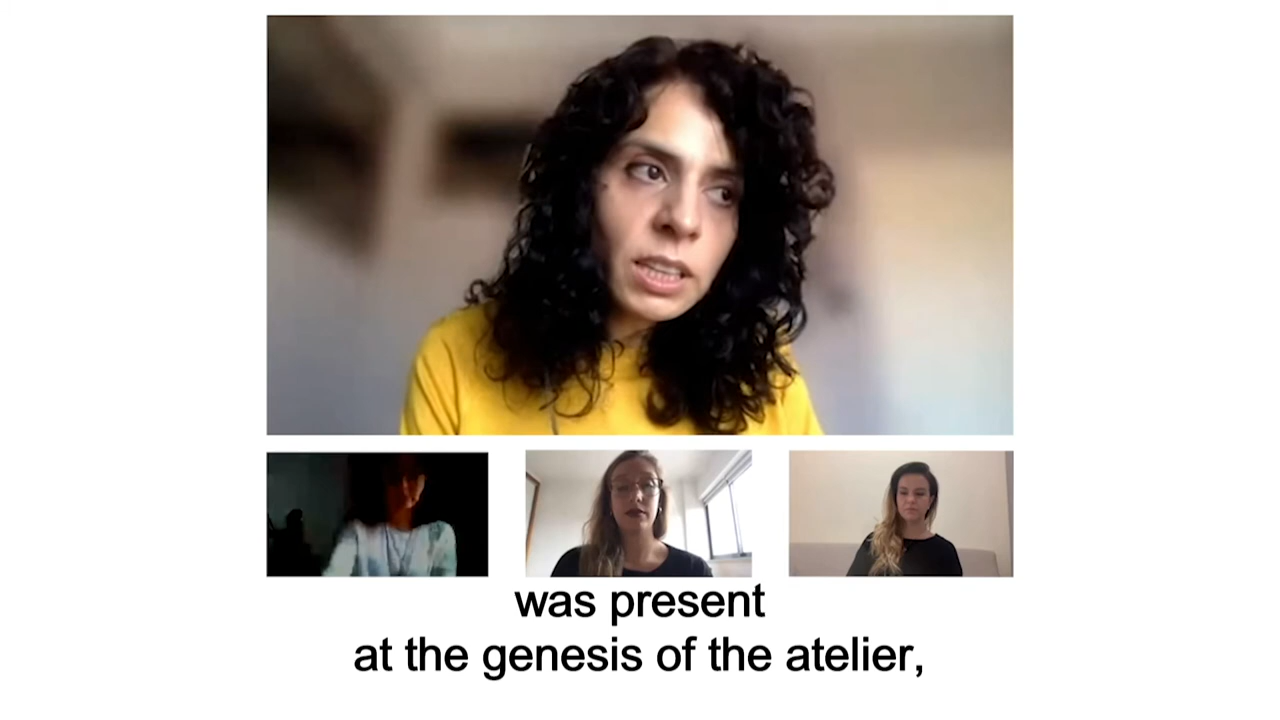 was present
at the genesis of the atelier,